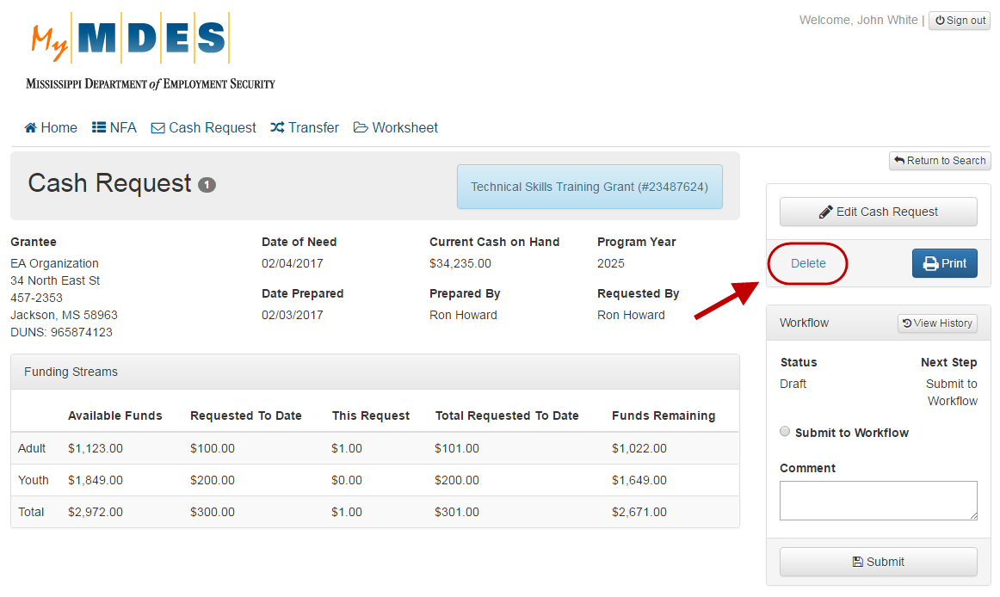 My MDES
Mississippi Department of Employment Security
Welcome, John White | Sign out
Home NFA Cash Request Transfer Worksheet
Return to Search
Cash Request 1
Technical Skills Training Grant (#23487624)
Edit Cash Request
Delete Print
Grantee
EA Organization
34 North East St
457-2353
Jackson, MS 58963
DUNS: 965874123
Date of Need
02/04/2017
Date Prepared
02/03/2017
Current Cash on Hand
$34,235.00
Prepared By
Ron Howard
Program Year
2025
Requested By
Ron Howard
Funding Streams
Available Funds Requested To Date This Request Total Requested To Date Funds Remaining
Adult $1,123.00 $100.00 $1.00 $101.00 $1,022.00
Youth $1,849.00 $200.00 $0.00 $200.00 $1,649.00
Total $2,972.00 $300.00 $1.00 $301.00 $2,671.00
Workflow View History
Status
Draft
Next Step
Submit to
Workflow
Submit to Workflow
Comment
Submit